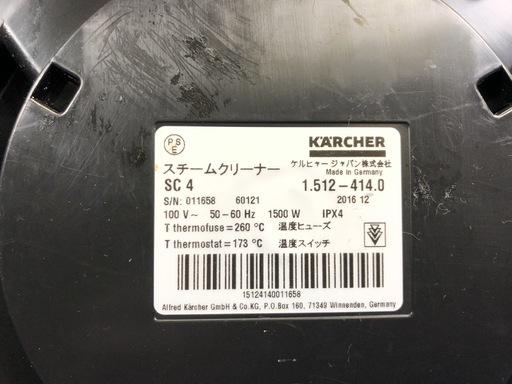 PS
E
KÄRCHER
スチームクリーナー
ケルヒャー ジャパン株式会社
Made in Germany
SC 4
1.512-414.0
S/N: 011658 60121
2016 12
100 V~ 50-60 Hz 1500 W IPX4
T thermofuse=260 °C 温度ヒューズ
T thermostat=173 °C 温度スイッチ
15124140011658
Alfred Kärcher GmbH & Co.KG, P.O.Box 160, 71349 Winnenden, Germany